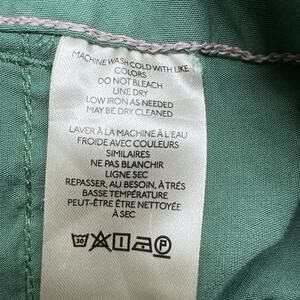 MACHINE WASH COLD WITH LIKE
COLORS
DO NOT BLEACH
LINE DRY
LOW IRON AS NEEDED
MAY BE DRY CLEANED
LAVER À LA MACHINE À L'EAU
FROIDE AVEC COULEURS
SIMILAIRES
NE PAS BLANCHIR
LIGNE SEC
REPASSER, AU BESOIN, À TRÉS
BASSE TEMPÉRATURE
PEUT-ÊTRE ÊTRE NETTOYÉE
À SEC
30 P